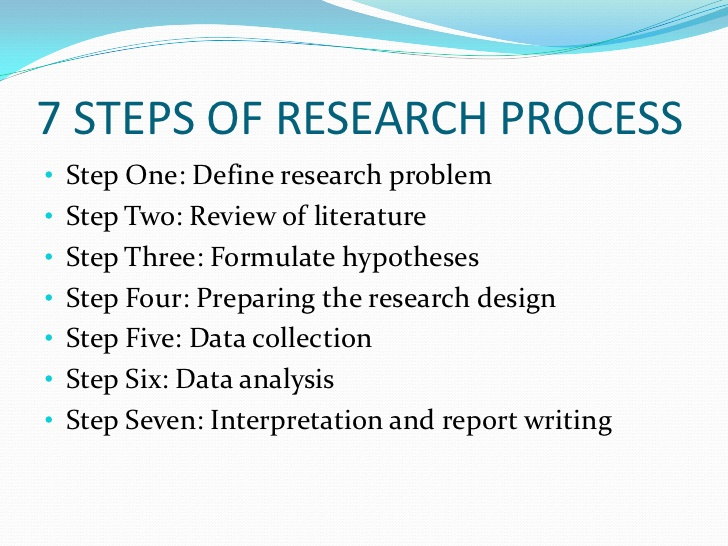 7 STEPS OF RESEARCH PROCESS
• Step One: Define research problem
• Step Two: Review of literature
• Step Three: Formulate hypotheses
• Step Four: Preparing the research design
• Step Five: Data collection
• Step Six: Data analysis
• Step Seven: Interpretation and report writing